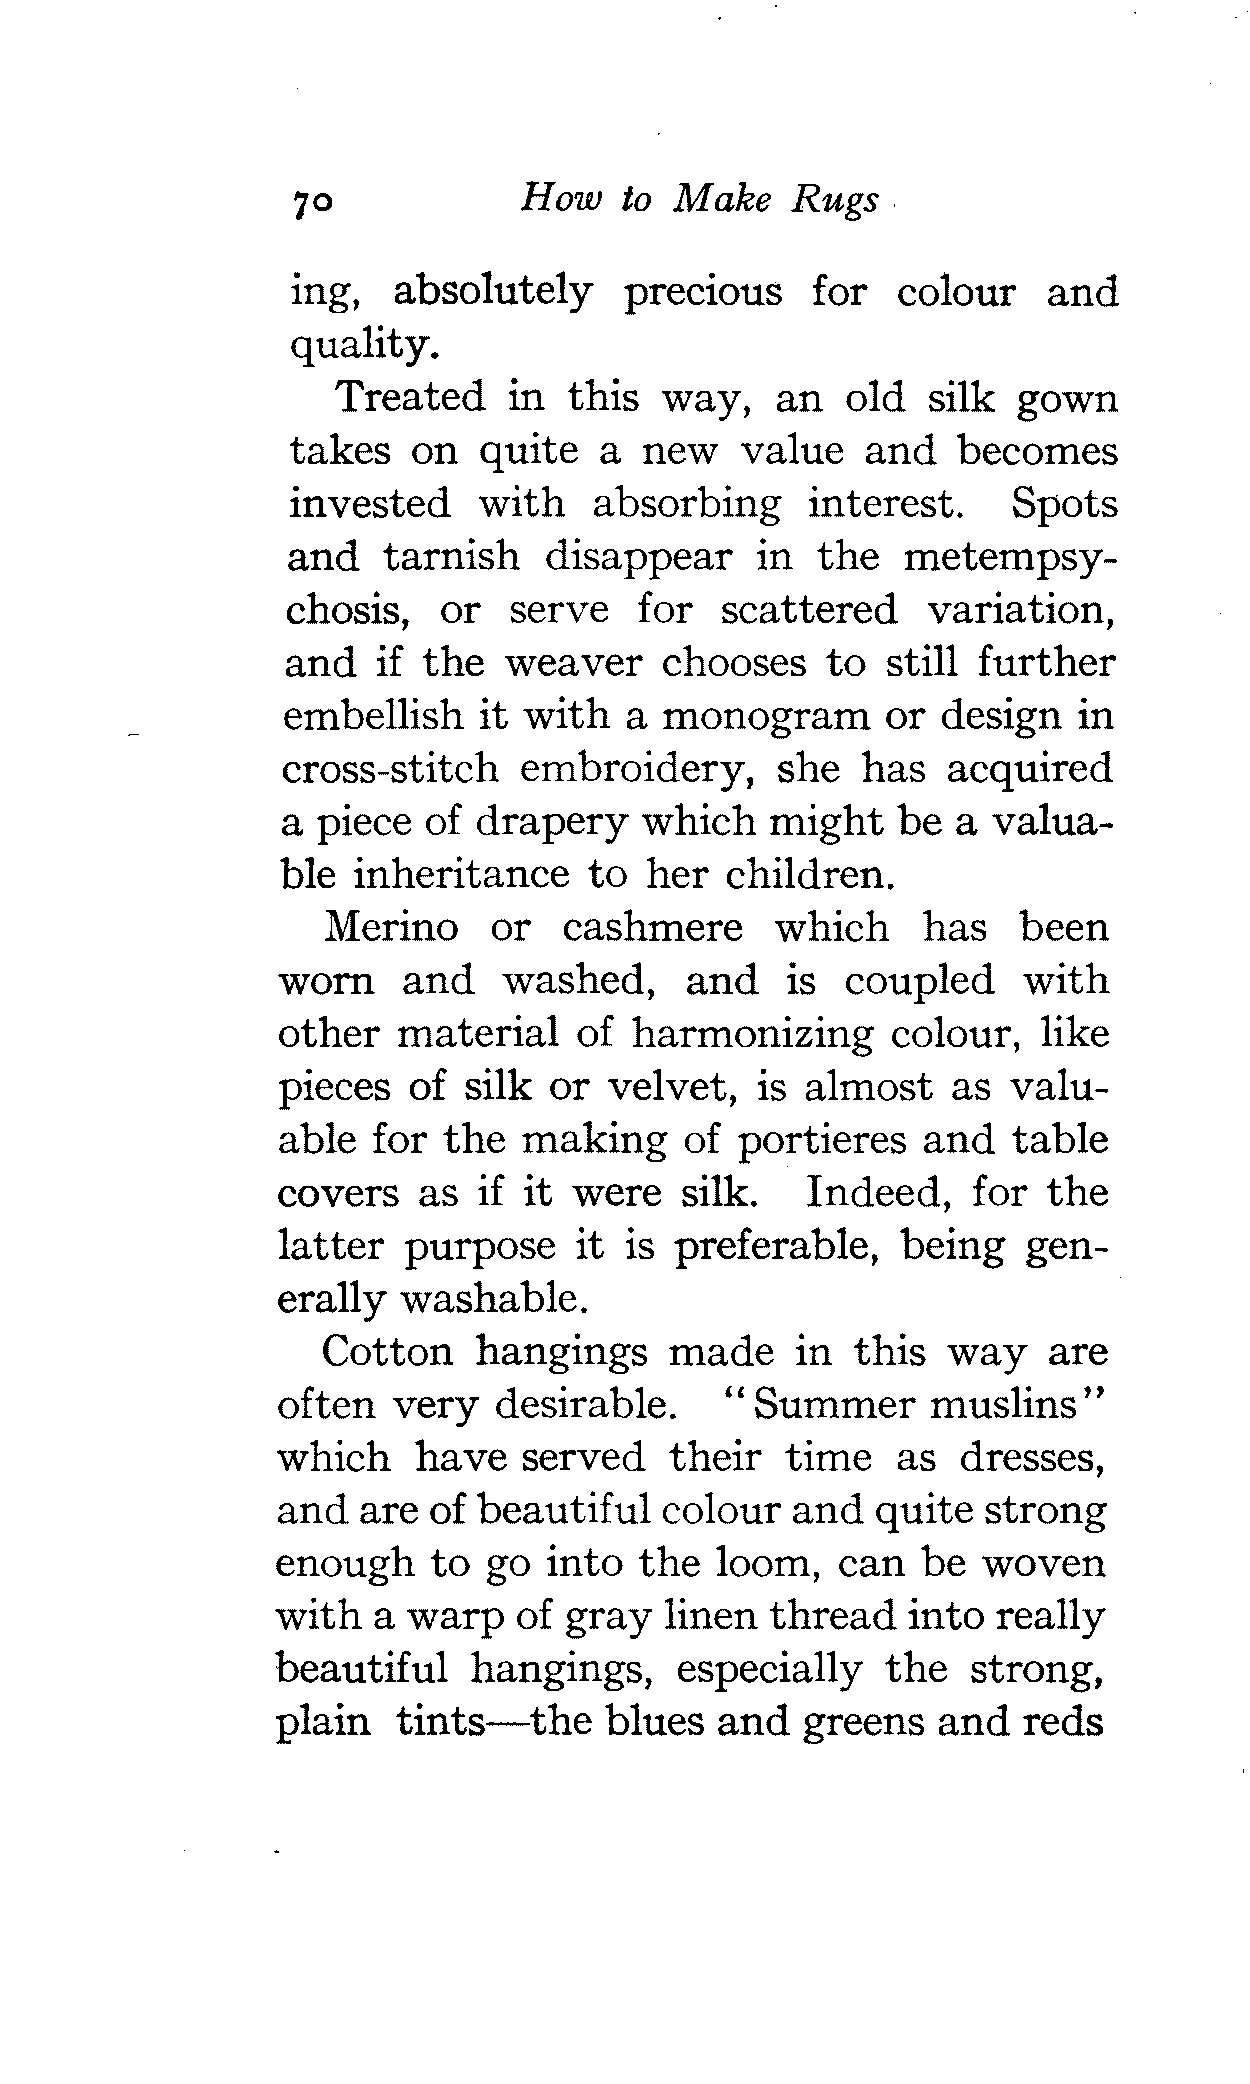 70 How to Make Rugs
ing, absolutely precious for colour and
quality.
Treated in this way, an old silk gown
takes on quite a new value and becomes
invested with absorbing interest. Spots
and tarnish disappear in the metempsy-
chosis, or serve for scattered variation,
and if the weaver chooses to still further
embellish it with a monogram or design in
cross-stitch embroidery, she has acquired
a piece of drapery which might be a valua-
ble inheritance to her children.
Merino or cashmere which has been
worn and washed, and is coupled with
other material of harmonizing colour, like
pieces of silk or velvet, is almost as valu-
able for the making of portieres and table
covers as if it were silk. Indeed, for the
latter purpose it is preferable, being gen-
erally washable.
Cotton hangings made in this way are
often very desirable. "Summer muslins"
which have served their time as dresses,
and are of beautiful colour and quite strong
enough to go into the loom, can be woven
with a warp of gray linen thread into really
beautiful hangings, especially the strong,
plain tints—the blues and greens and reds